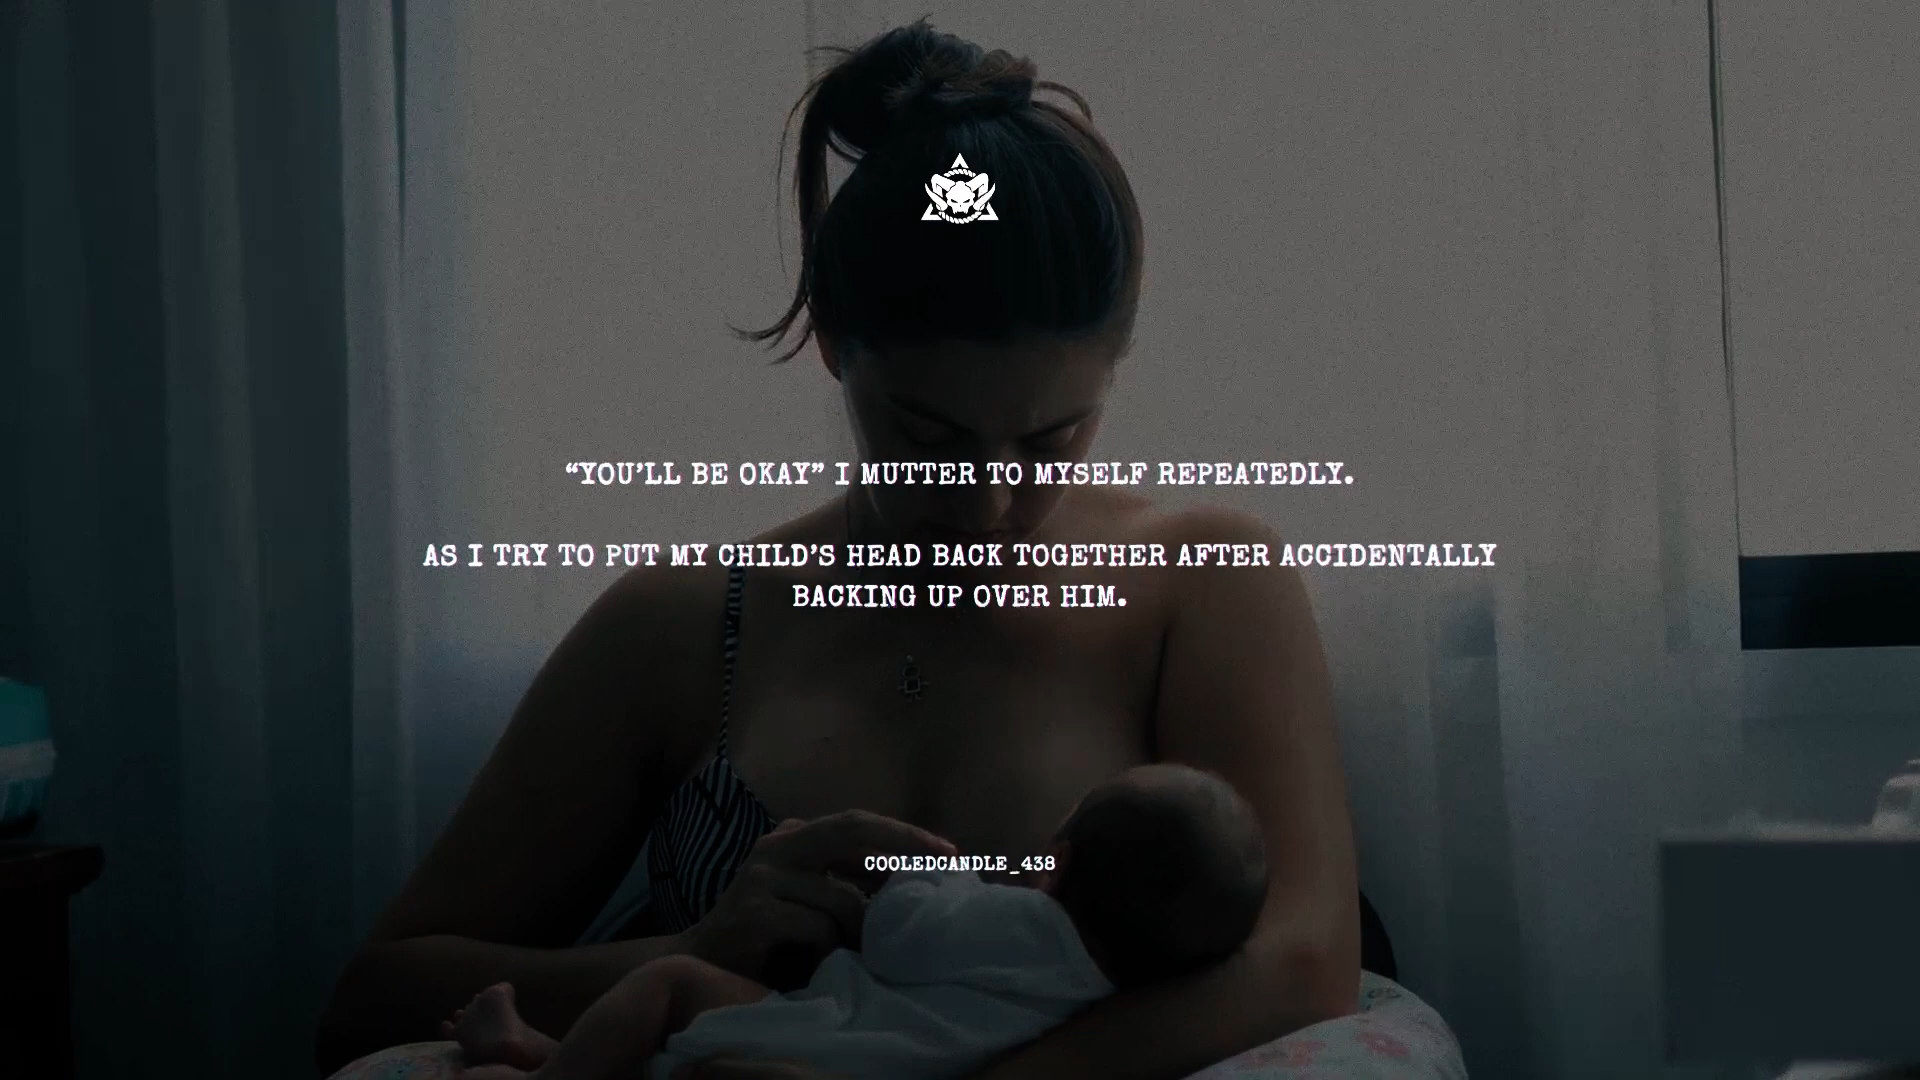 “YOU’LL BE OKAY” I MUTTER TO MYSELF REPEATEDLY.
AS I TRY TO PUT MY CHILD’S HEAD BACK TOGETHER AFTER ACCIDENTALLY
BACKING UP OVER HIM.
COOLEDCANDLE_438